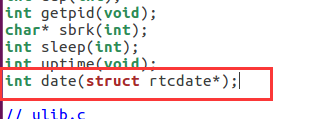 int getpid(void);
char* sbrk(int);
int sleep(int);
int uptime(void);
int date(struct rtcdate*);
// ulib.c